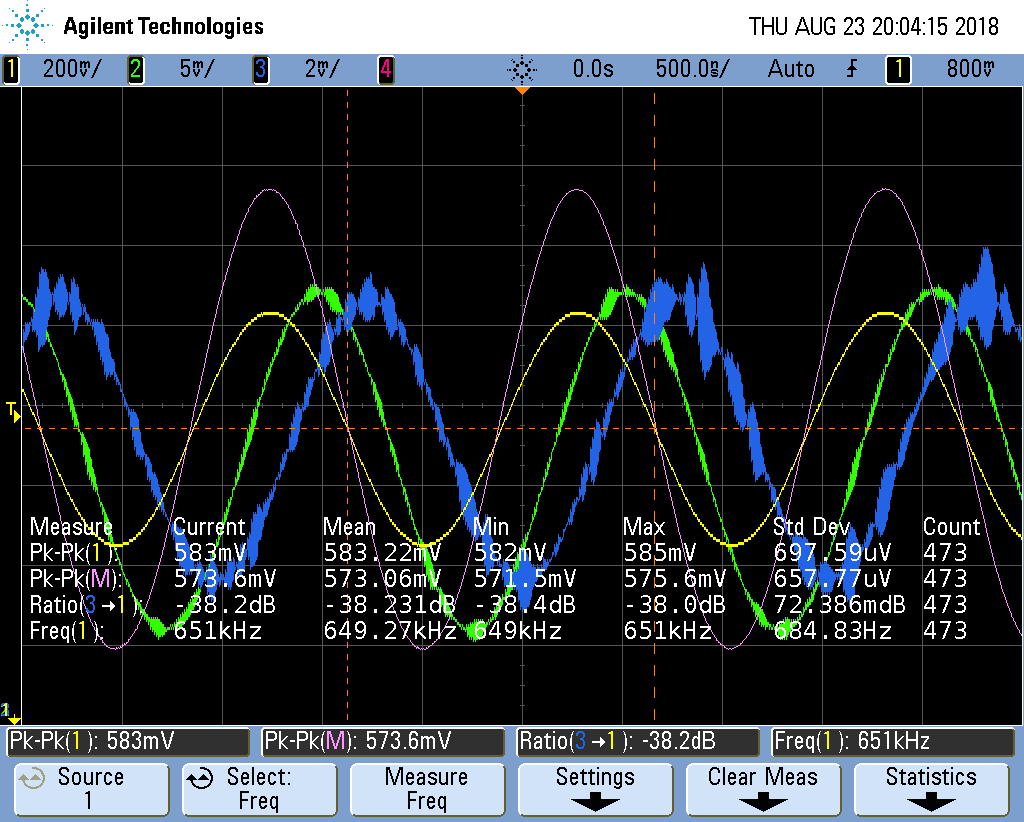 Agilent Technologies THU AUG 23 20:04:15 2018
1 200mV/ 2 5mV/ 3 2mV/ 4 0.0s 500.0ns/ Auto 1 800mV
T
Measure Current Mean Min Max Std Dev Count
Pk-Pk(1): 583mV 583.22mV 582mV 585mV 697.59uV 473
Pk-Pk(M): 573.6mV 573.06mV 571.5mV 575.6mV 657.77uV 473
Ratio(3→1): -38.2dB -38.231dB -38.4dB -38.0dB 72.386mdB 473
Freq(1): 651kHz 649.27kHz 649kHz 651kHz 684.83Hz 473
Pk-Pk(1): 583mV Pk-Pk(M): 573.6mV Ratio(3→1): -38.2dB Freq(1): 651kHz
Source Select: Measure Settings Clear Meas Statistics
1 Freq Freq